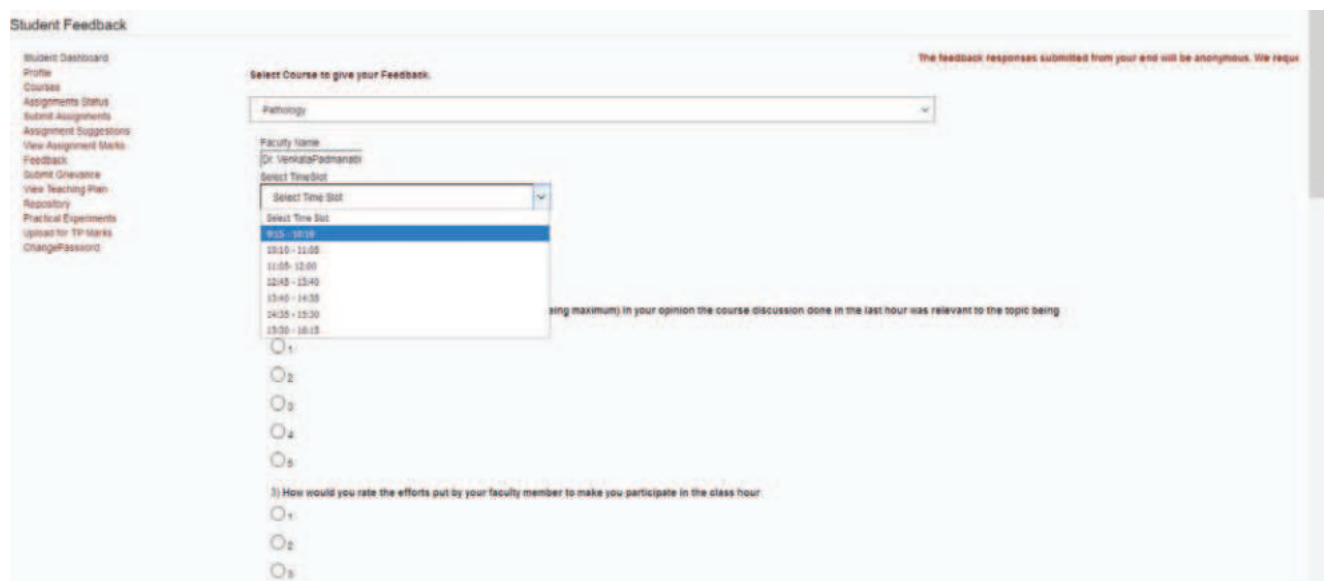 Student Feedback
The feedback responses submitted from your end will be anonymous. We reque
Student Dashboard
Profile
Courses
Assignments Status
Submit Assignments
Assignment Suggestions
View Assignment Marks
Feedback
Submit Grievance
View Teaching Plan
Repository
Practical Experiments
Upload for TP Marks
ChangePassword
Select Course to give your Feedback.
Pathology
Faculty Name
Dr. VenkataPadmanab
Select TimeSlot
Select Time Slot
Select Time Slot
9:15 - 10:10
10:10 - 11:05
11:05- 12:00
12:45 - 13:40
13:40 - 14:35
14:35 - 15:30
15:30 - 16:15
eing maximum) In your opinion the course discussion done in the last hour was relevant to the topic being
1
2
3
4
5
3) How would you rate the efforts put by your faculty member to make you participate in the class hour
1
2
3